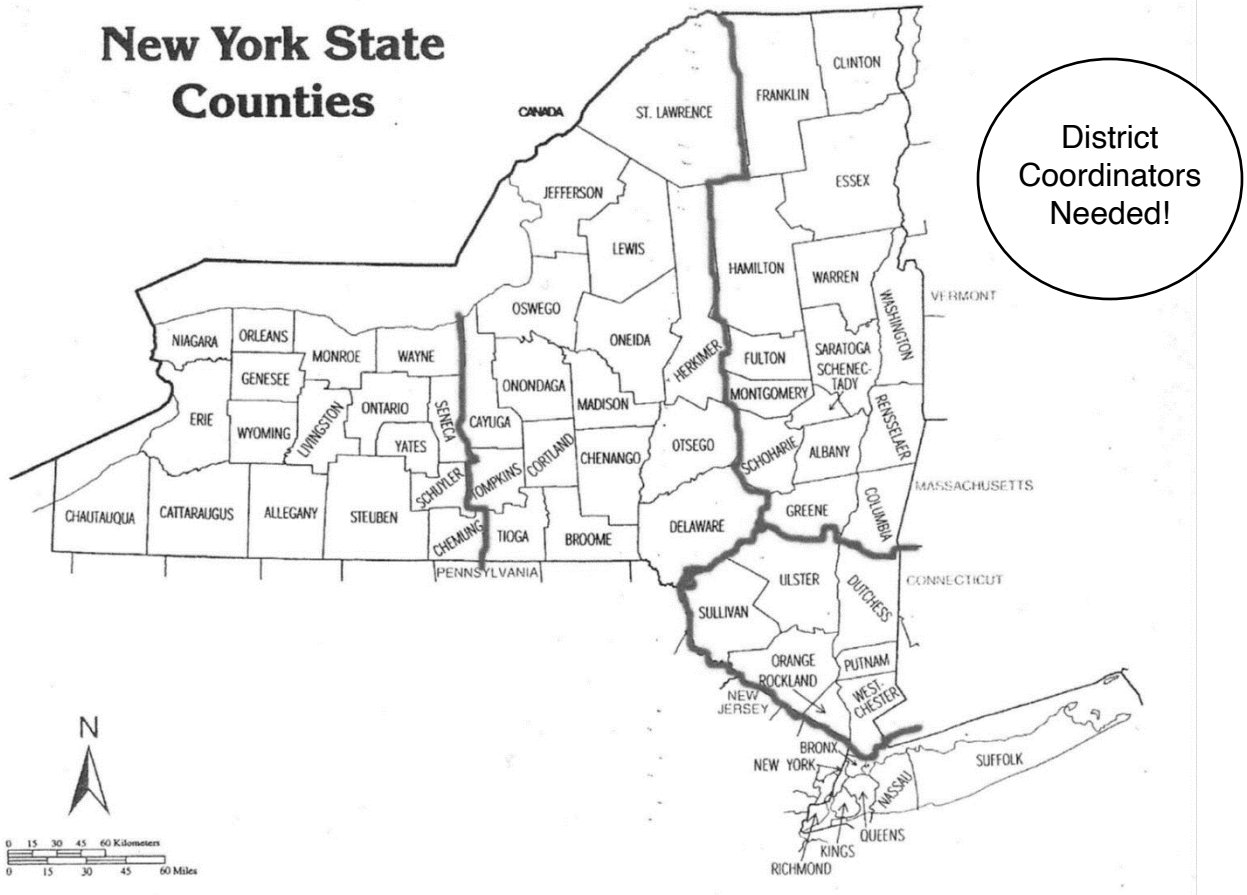 New York State
Counties
District
Coordinators
Needed!
CANADA
ST. LAWRENCE
FRANKLIN
CLINTON
ESSEX
JEFFERSON
LEWIS
HAMILTON
WARREN
WASHINGTON
VERMONT
OSWEGO
ONEIDA
HERKIMER
NIAGARA
ORLEANS
MONROE
WAYNE
GENESEE
FULTON
SARATOGA
SCHENEC-
TADY
MONTGOMERY
ERIE
WYOMING
LIVINGSTON
ONTARIO
YATES
SENECA
CAYUGA
ONONDAGA
MADISON
CORTLAND
CHENANGO
OTSEGO
SCHOHARIE
ALBANY
RENSSELAER
MASSACHUSETTS
CHAUTAUQUA
CATTARAUGUS
ALLEGANY
STEUBEN
SCHUYLER
TOMPKINS
CHEMUNG
TIOGA
BROOME
DELAWARE
GREENE
COLUMBIA
PENNSYLVANIA
CONNECTICUT
ULSTER
DUTCHESS
SULLIVAN
ORANGE
ROCKLAND
PUTNAM
WEST-
CHESTER
NEW
JERSEY
BRONX
NEW YORK
NASSAU
SUFFOLK
QUEENS
KINGS
RICHMOND
N
0 15 30 45 60 Kilometers
0 15 30 45 60 Miles